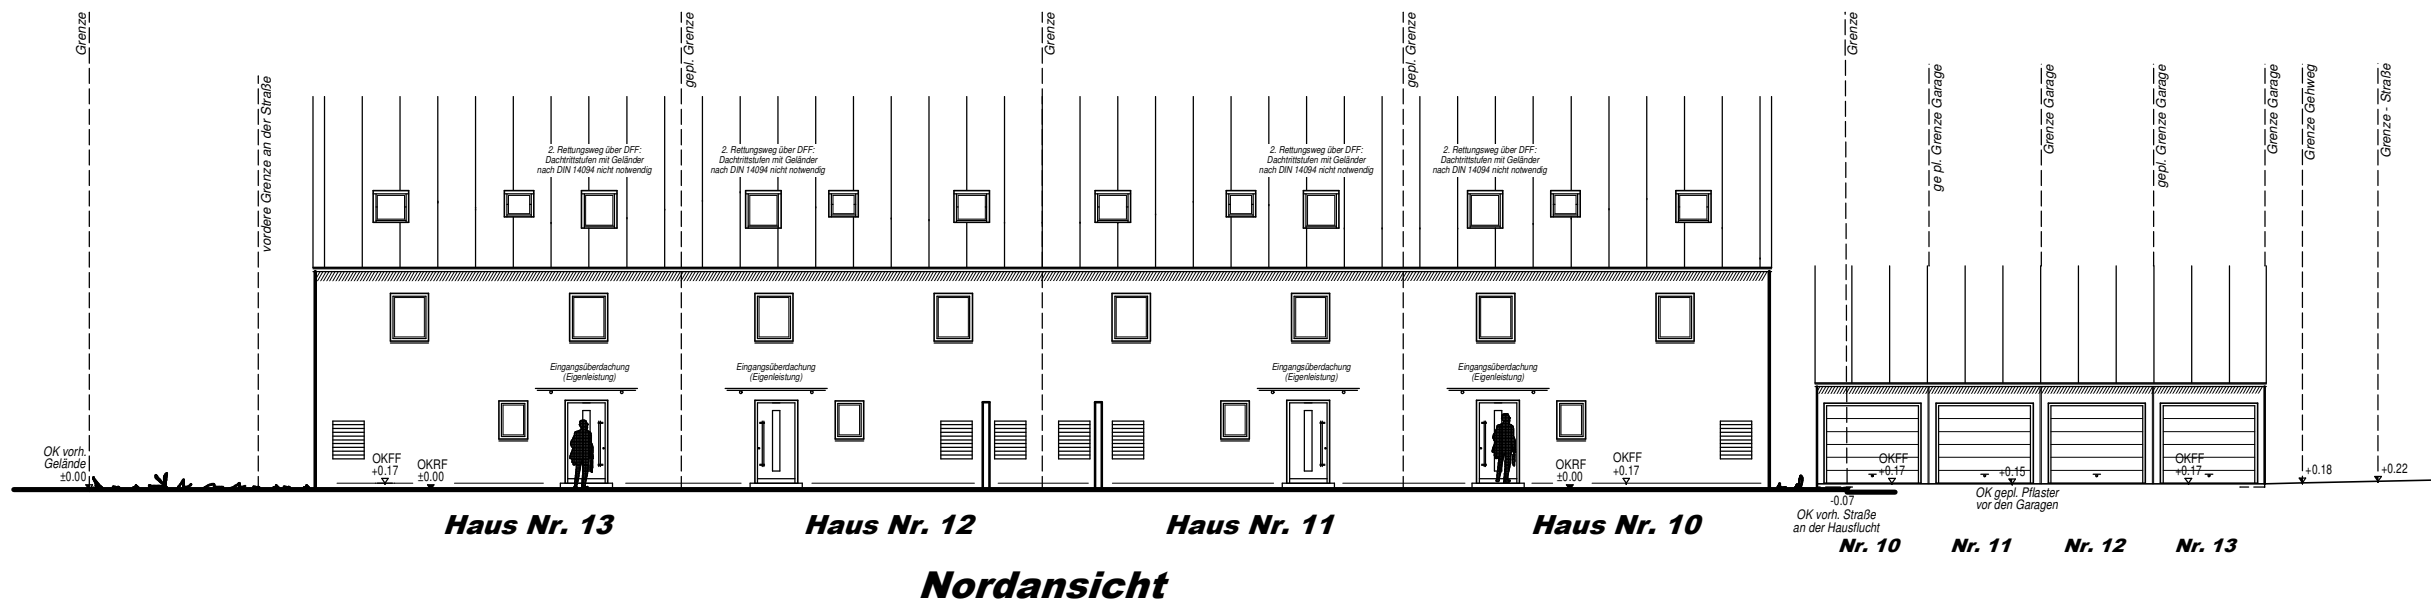 Grenze
vordere Grenze an der Straße
gepl. Grenze
Grenze
gepl. Grenze
Grenze
ge pl. Grenze Garage
Grenze Garage
gepl. Grenze Garage
Grenze Garage
Grenze Gehweg
Grenze - Straße
2. Rettungsweg über DFF:
Dachtrittstufen mit Geländer
nach DIN 14094 nicht notwendig
2. Rettungsweg über DFF:
Dachtrittstufen mit Geländer
nach DIN 14094 nicht notwendig
2. Rettungsweg über DFF:
Dachtrittstufen mit Geländer
nach DIN 14094 nicht notwendig
2. Rettungsweg über DFF:
Dachtrittstufen mit Geländer
nach DIN 14094 nicht notwendig
Eingangsüberdachung
(Eigenleistung)
Eingangsüberdachung
(Eigenleistung)
Eingangsüberdachung
(Eigenleistung)
Eingangsüberdachung
(Eigenleistung)
OK vorh.
Gelände
±0.00
OKFF
+0.17
OKRF
±0.00
OKRF
±0.00
OKFF
+0.17
OKFF
+0.17
+0.15
OKFF
+0.17
+0.18
+0.22
-0.07
OK vorh. Straße
an der Hausflucht
OK gepl. Pflaster
vor den Garagen
Haus Nr. 13
Haus Nr. 12
Haus Nr. 11
Haus Nr. 10
Nr. 10
Nr. 11
Nr. 12
Nr. 13
Nordansicht